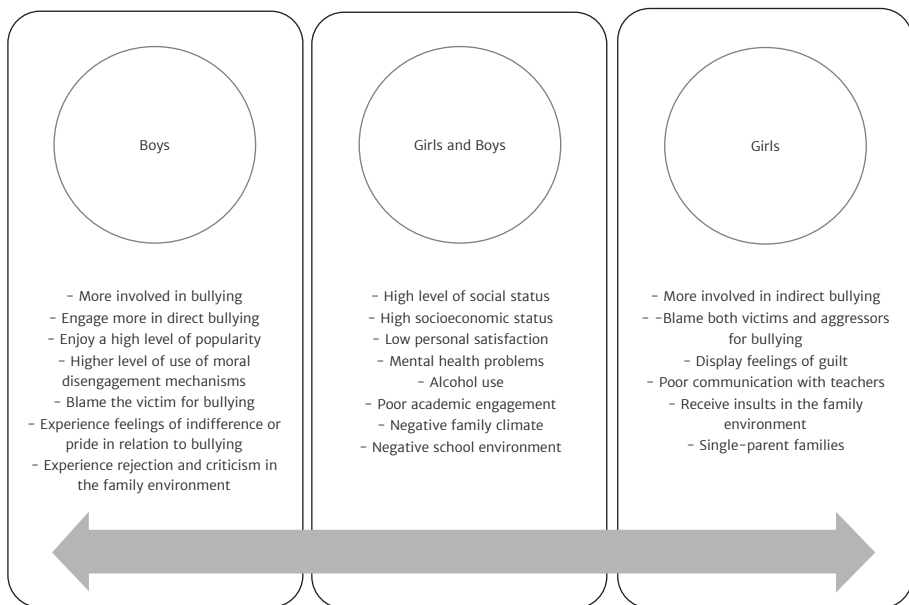 Boys
- More involved in bullying
- Engage more in direct bullying
- Enjoy a high level of popularity
- Higher level of use of moral
disengagement mechanisms
- Blame the victim for bullying
- Experience feelings of indifference or
pride in relation to bullying
- Experience rejection and criticism in
the family environment
Girls and Boys
- High level of social status
- High socioeconomic status
- Low personal satisfaction
- Mental health problems
- Alcohol use
- Poor academic engagement
- Negative family climate
- Negative school environment
Girls
- More involved in indirect bullying
- -Blame both victims and aggressors
for bullying
- Display feelings of guilt
- Poor communication with teachers
- Receive insults in the family
environment
- Single-parent families